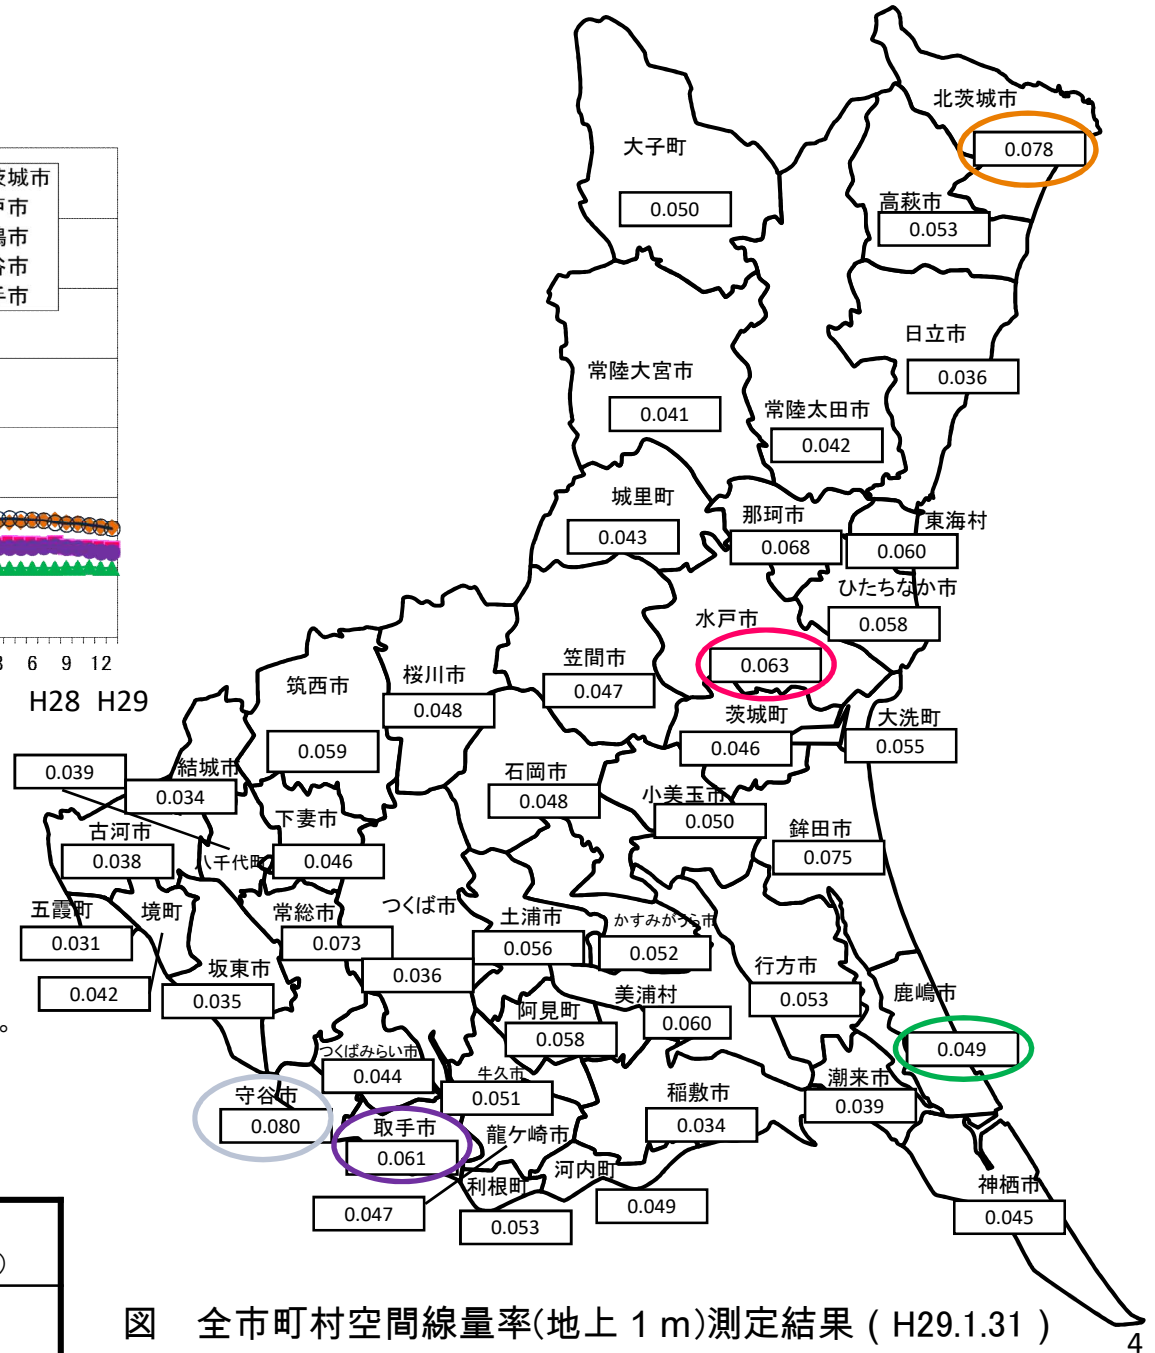 北茨城市
0.078
大子町
0.050
高萩市
0.053
茨城市
戸市
嶋市
谷市
手市
日立市
0.036
常陸大宮市
0.041
常陸太田市
0.042
城里町
0.043
那珂市
0.068
東海村
0.060
ひたちなか市
0.058
水戸市
0.063
6 9 12
H28 H29
笠間市
0.047
桜川市
0.048
筑西市
0.059
茨城町
0.046
大洗町
0.055
0.039
結城市
0.034
石岡市
0.048
小美玉市
0.050
下妻市
0.046
古河市
0.038
八千代町
鉾田市
0.075
五霞町
0.031
境町
0.042
常総市
0.073
つくば市
0.036
土浦市
0.056
かすみがうら市
0.052
坂東市
0.035
行方市
0.053
鹿嶋市
0.049
美浦村
0.060
阿見町
0.058
。
つくばみらい市
0.044
牛久市
0.051
守谷市
0.080
取手市
0.061
龍ケ崎市
0.047
稲敷市
0.034
潮来市
0.039
利根町
0.053
河内町
0.049
神栖市
0.045
)
図 全市町村空間線量率(地上１m)測定結果(H29.1.31)
4